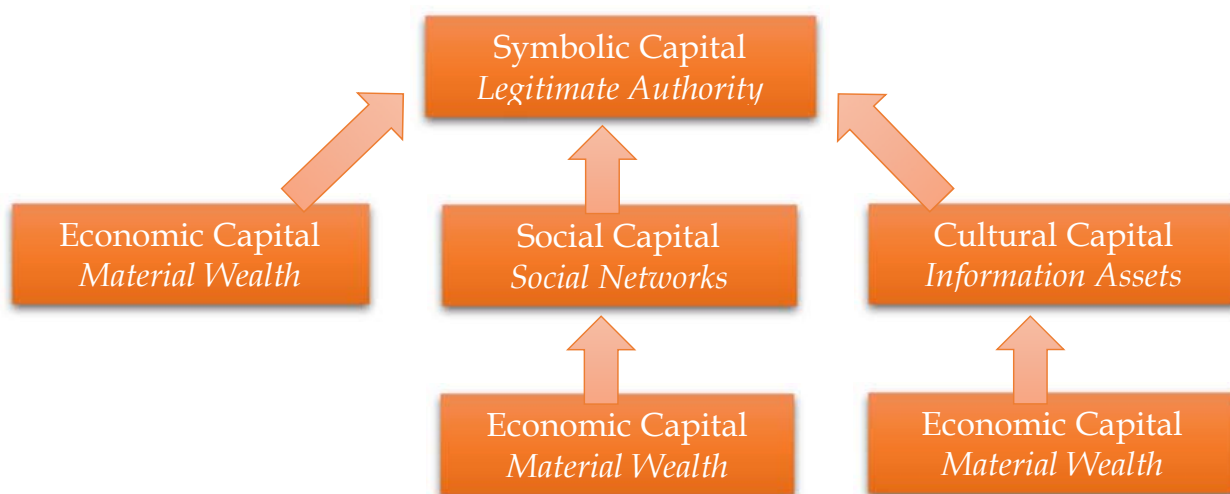 Symbolic Capital
Legitimate Authority
Economic Capital
Material Wealth
Social Capital
Social Networks
Cultural Capital
Information Assets
Economic Capital
Material Wealth
Economic Capital
Material Wealth